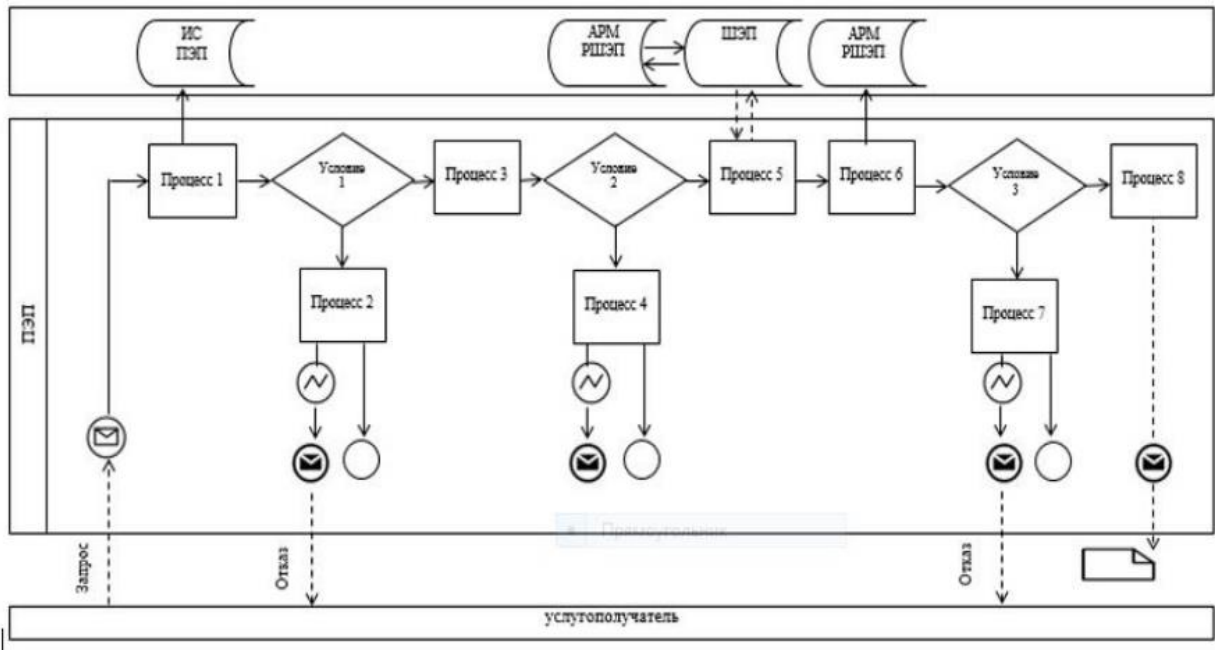 ИС
ПЭП
АРМ
РШЭП
ШЭП
АРМ
РШЭП
ПЭП
Процесс 1
Условие
1
Процесс 3
Условие
2
Процесс 5
Процесс 6
Условие
3
Процесс 8
Процесс 2
Процесс 4
Процесс 7
Прямоугольник
Запрос
Отказ
Отказ
услугополучатель